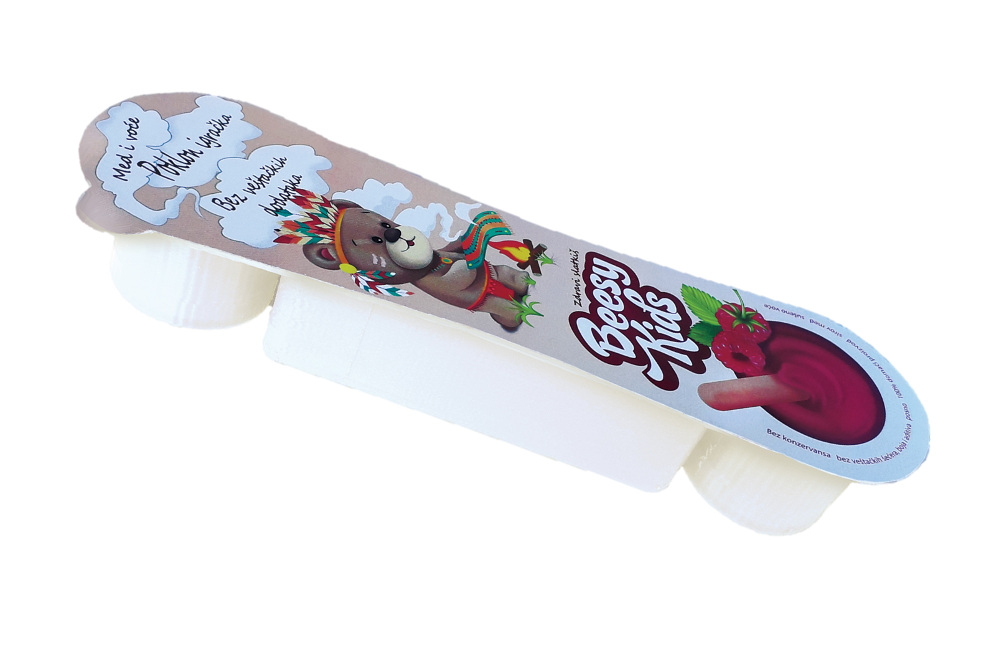 Med i voće
Poklon igračka
Bez veštačkih
dodataka
Zdravi slatkiš
Beesy
Kids
Bez konzervansa bez veštačkih šećera, boja i aditiva posno 100% domaći proizvod sirov med sušeno voće